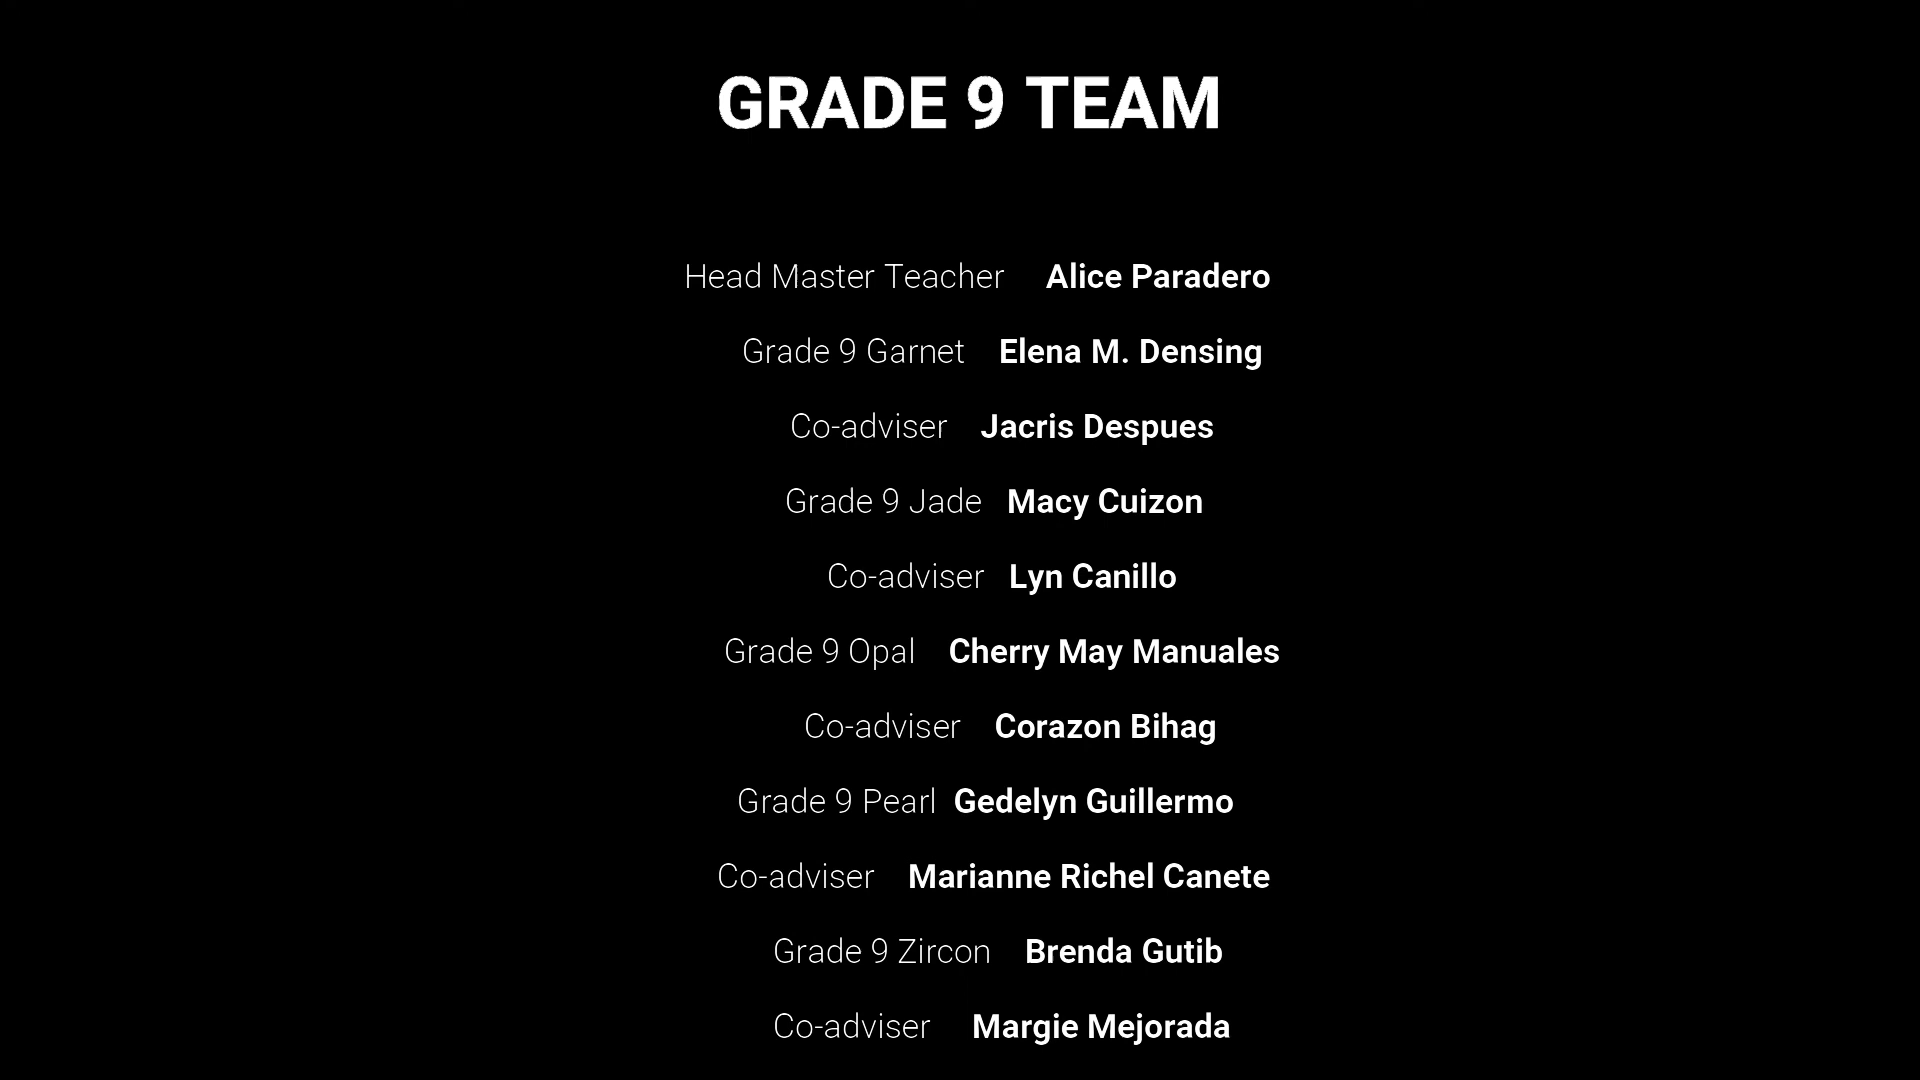 GRADE 9 TEAM
Head Master Teacher Alice Paradero
Grade 9 Garnet Elena M. Densing
Co-adviser Jacris Despues
Grade 9 Jade Macy Cuizon
Co-adviser Lyn Canillo
Grade 9 Opal Cherry May Manuales
Co-adviser Corazon Bihag
Grade 9 Pearl Gedelyn Guillermo
Co-adviser Marianne Richel Canete
Grade 9 Zircon Brenda Gutib
Co-adviser Margie Mejorada